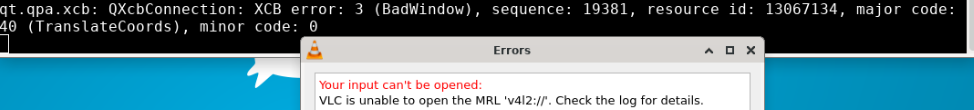 qt.qpa.xcb: QXcbConnection: XCB error: 3 (BadWindow), sequence: 19381, resource id: 13067134, major code:
40 (TranslateCoords), minor code: 0
Errors
Your input can't be opened:
VLC is unable to open the MRL 'v4l2://'. Check the log for details.